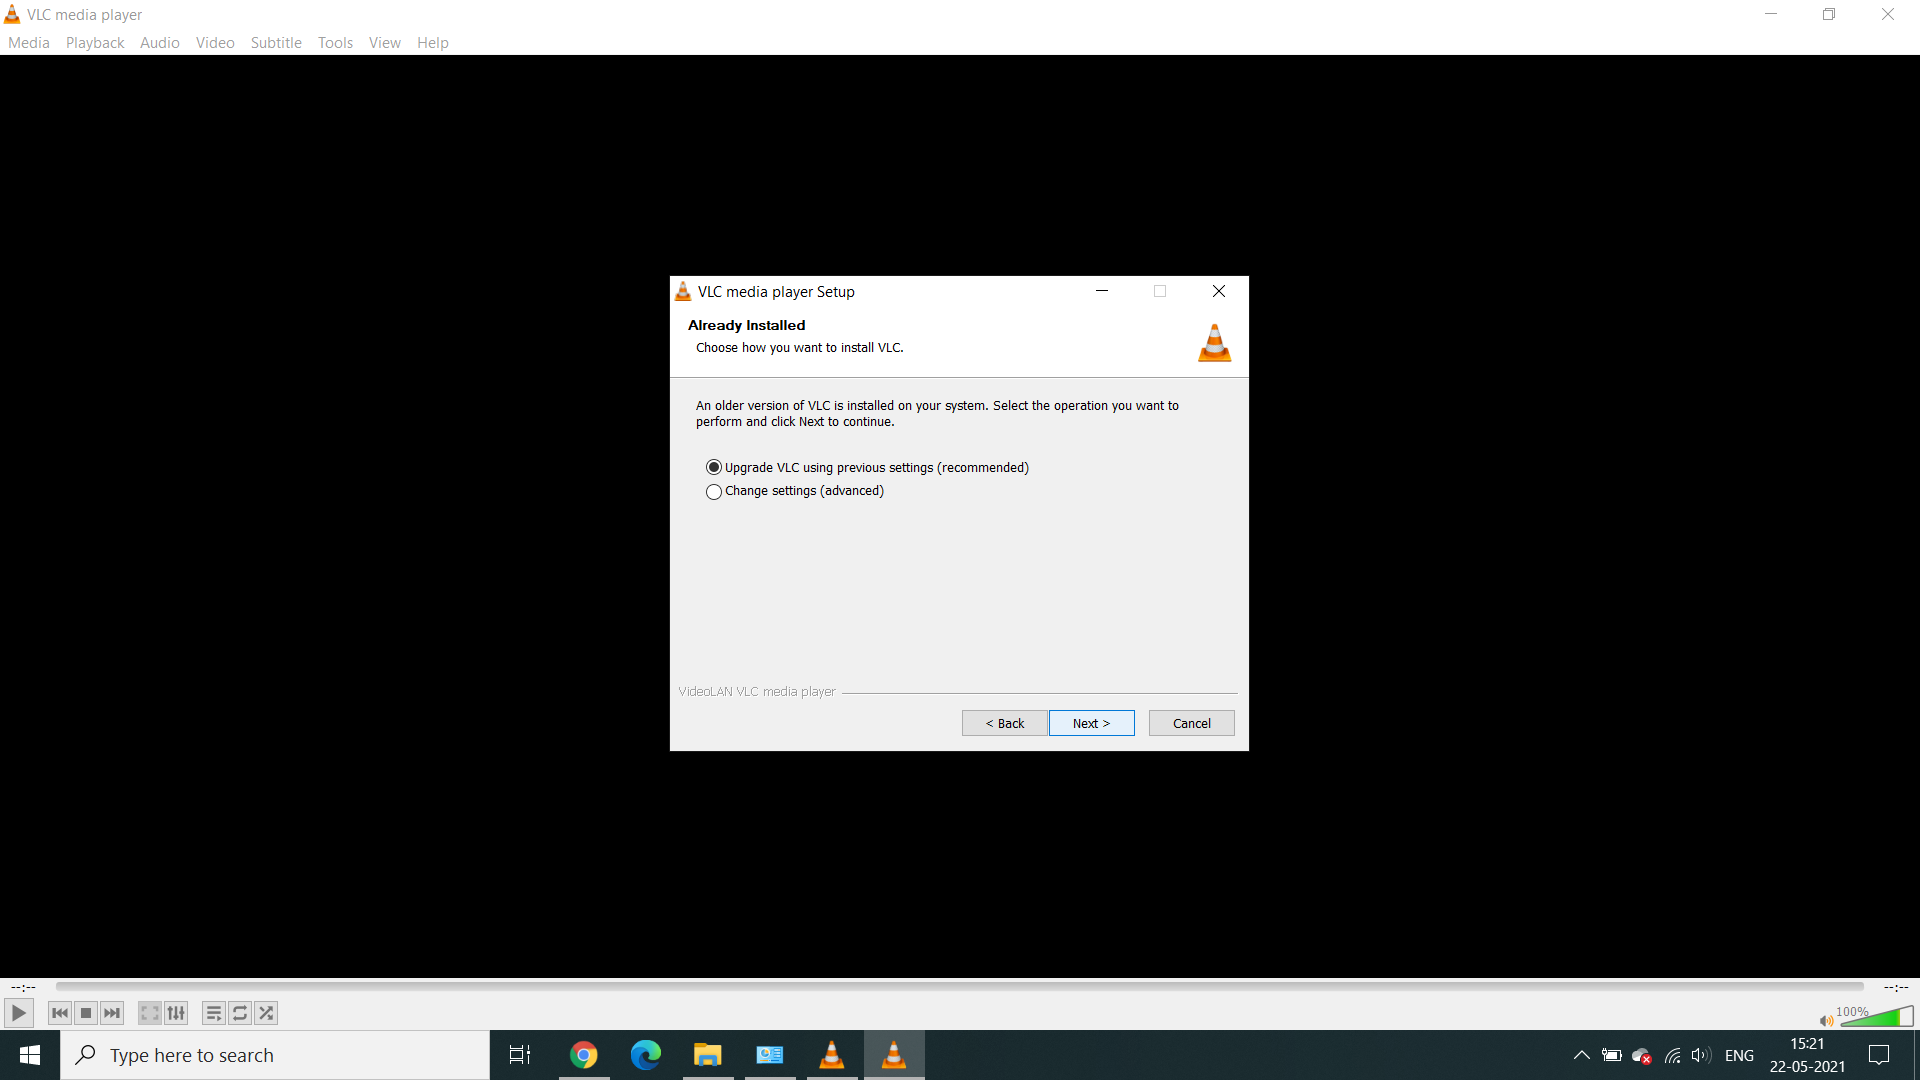 VLC media player
Media Playback Audio Video Subtitle Tools View Help
VLC media player Setup
Already Installed
Choose how you want to install VLC.
An older version of VLC is installed on your system. Select the operation you want to
perform and click Next to continue.
Upgrade VLC using previous settings (recommended)
Change settings (advanced)
VideoLAN VLC media player
< Back Next > Cancel
--:-- --:--
100%
Type here to search
ENG
15:21
22-05-2021